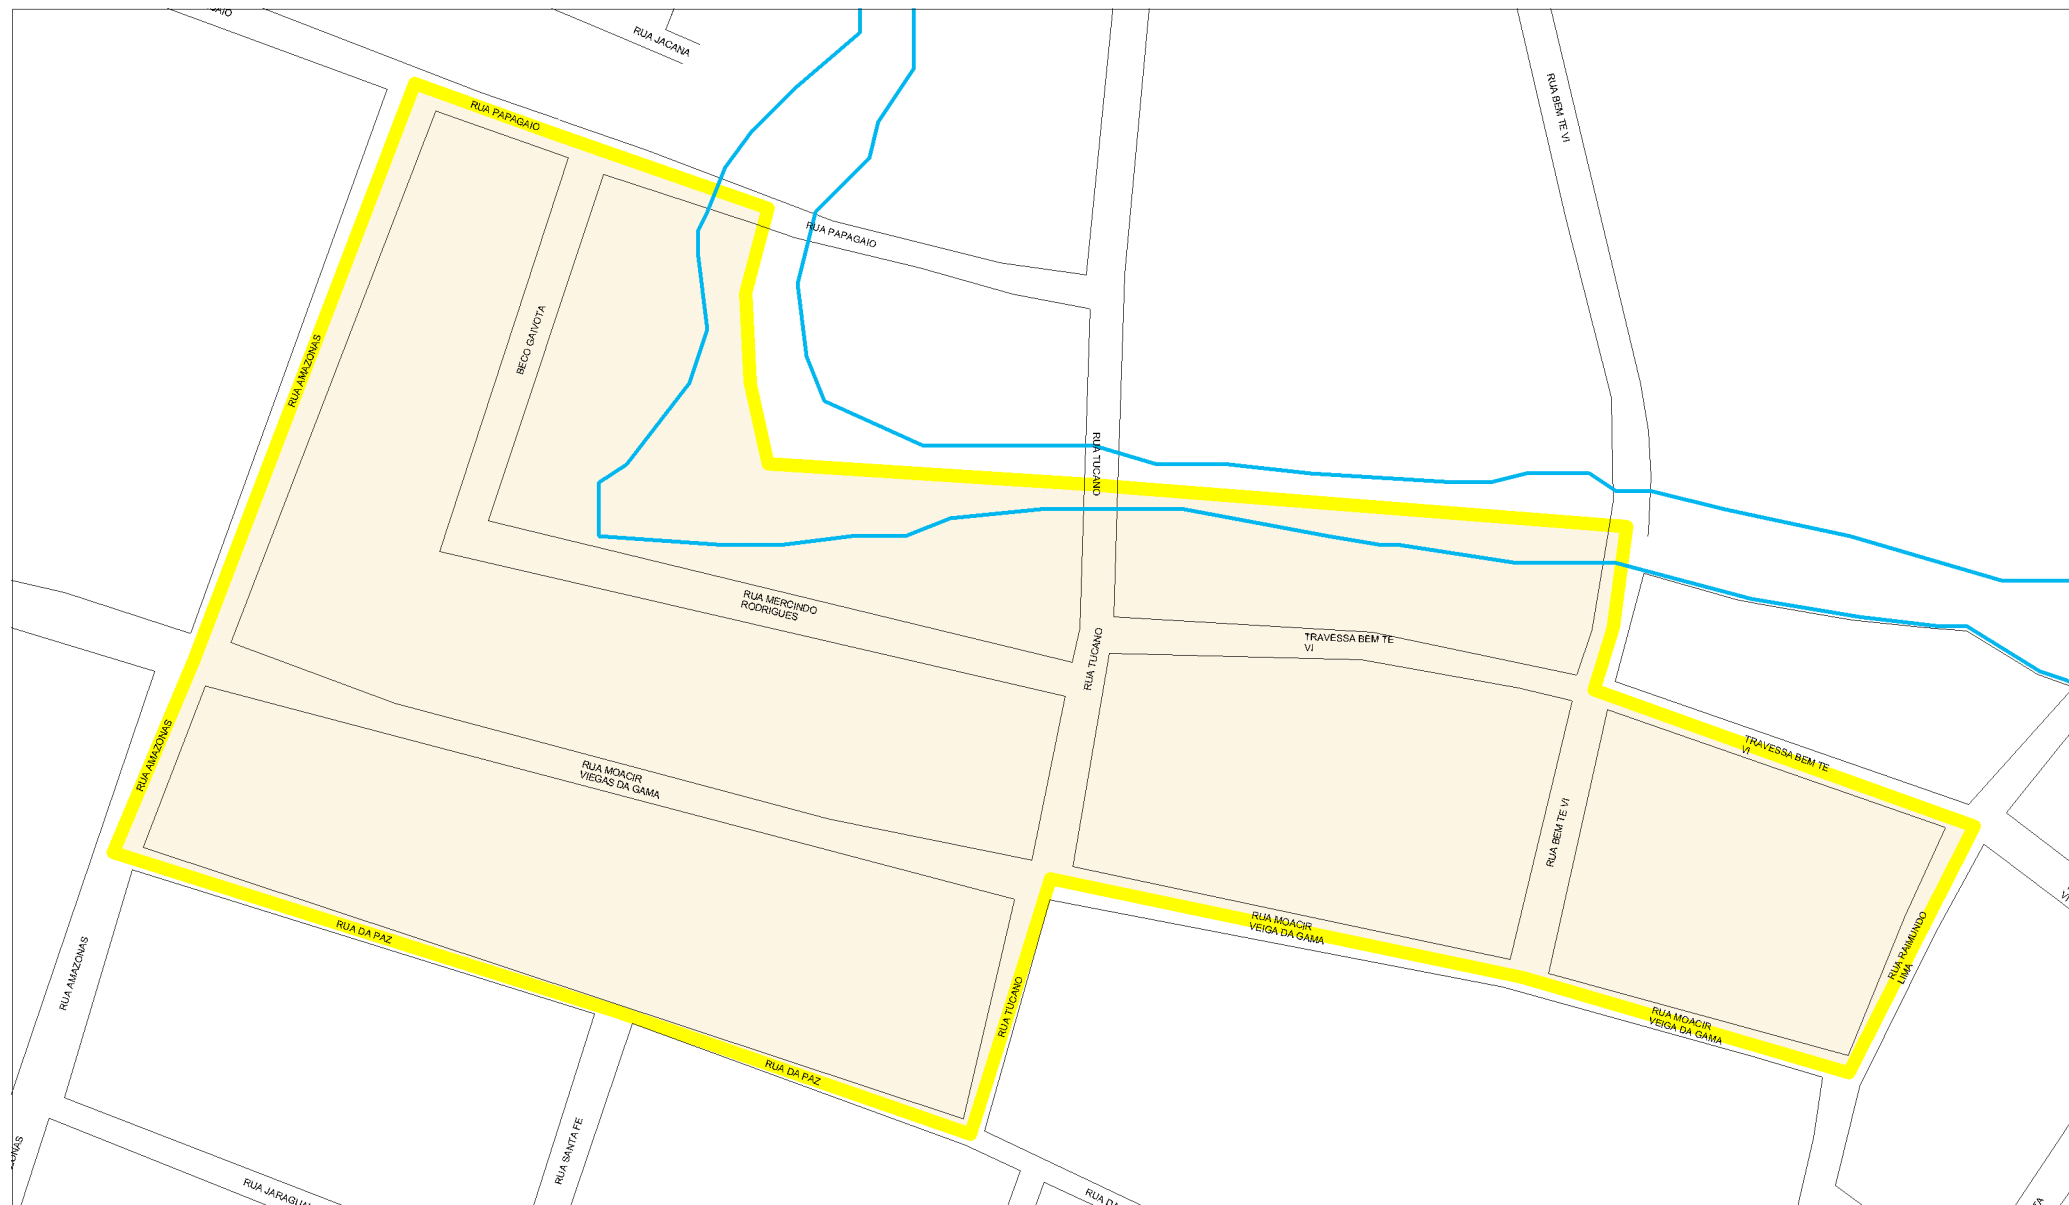 RUA JACANA
RUA PAPAGAIO
RUA BEM TE VI
RUA PAPAGAIO
BECO GAIVOTA
RUA AMAZONAS
RUA TUCANO
RUA MERCINDO
RODRIGUES
TRAVESSA BEM TE
VI
RUA TUCANO
RUA AMAZONAS
RUA MOACIR
VIEGAS DA GAMA
TRAVESSA BEM TE
VI
RUA BEM TE VI
RUA DA PAZ
RUA MOACIR
VEIGA DA GAMA
RUA RAIMUNDO
LIMA
RUA AMAZONAS
RUA TUCANO
RUA MOACIR
VEIGA DA GAMA
RUA DA PAZ
RUA SANTA FE
RUA